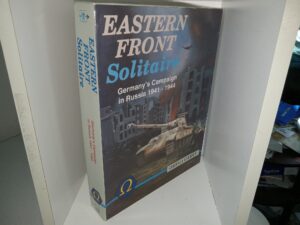 EASTERN
FRONT
Solitaire
Germany's Campaign
in Russia 1941 - 1944
EASTERN
FRONT
Solitaire
Ω